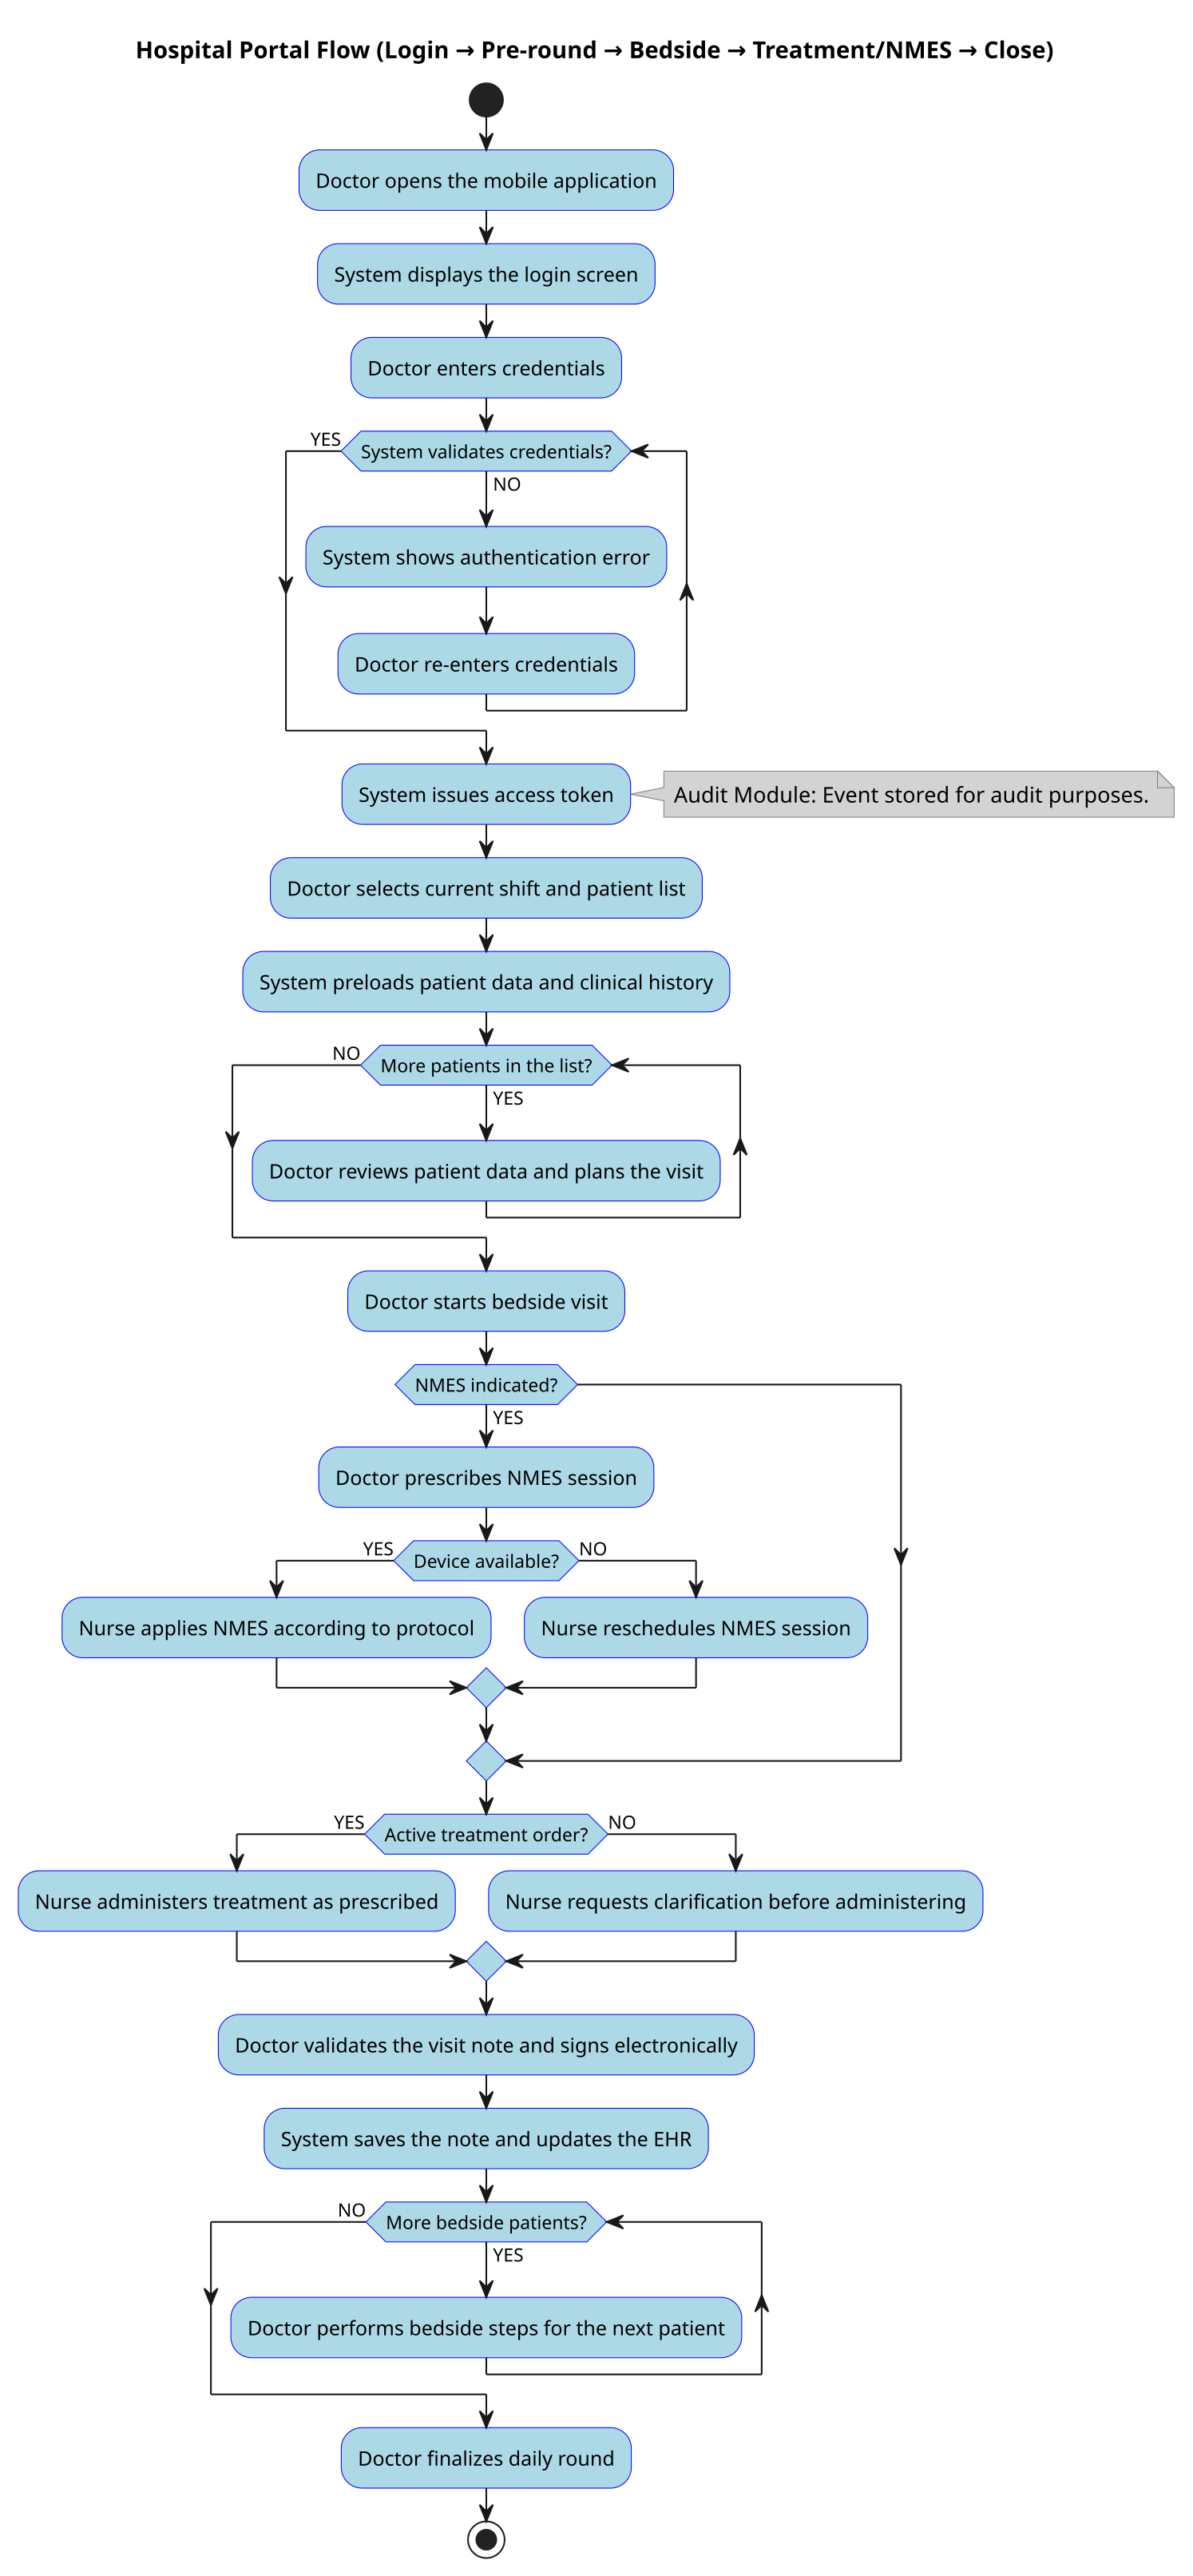 Hospital Portal Flow (Login → Pre-round → Bedside → Treatment/NMES → Close)
Doctor opens the mobile application
System displays the login screen
Doctor enters credentials
YES
System validates credentials?
NO
System shows authentication error
Doctor re-enters credentials
System issues access token
Audit Module: Event stored for audit purposes.
Doctor selects current shift and patient list
System preloads patient data and clinical history
NO
More patients in the list?
YES
Doctor reviews patient data and plans the visit
Doctor starts bedside visit
NMES indicated?
YES
Doctor prescribes NMES session
YES
Device available?
NO
Nurse applies NMES according to protocol
Nurse reschedules NMES session
YES
Active treatment order?
NO
Nurse administers treatment as prescribed
Nurse requests clarification before administering
Doctor validates the visit note and signs electronically
System saves the note and updates the EHR
NO
More bedside patients?
YES
Doctor performs bedside steps for the next patient
Doctor finalizes daily round